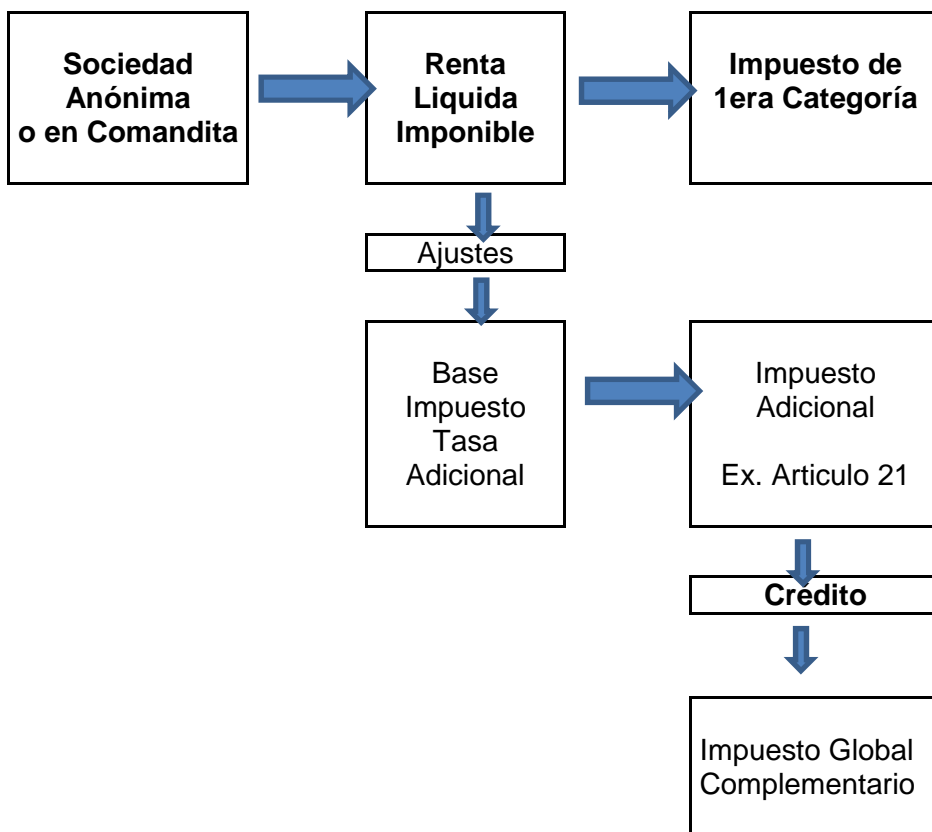 Sociedad
Anónima
o en Comandita
Renta
Liquida
Imponible
Impuesto de
1era Categoría
Ajustes
Base
Impuesto
Tasa
Adicional
Impuesto
Adicional
Ex. Articulo 21
Crédito
Impuesto Global
Complementario